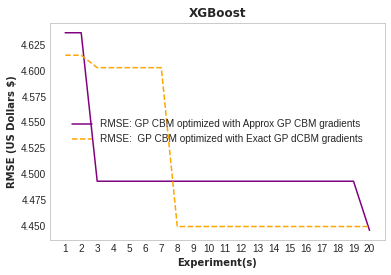 XGBoost
RMSE (US Dollars $)
4.625
4.600
4.575
4.550
4.525
4.500
4.475
4.450
RMSE: GP CBM optimized with Approx GP CBM gradients
RMSE:  GP CBM optimized with Exact GP dCBM gradients
1 2 3 4 5 6 7 8 9 10 11 12 13 14 15 16 17 18 19 20
Experiment(s)